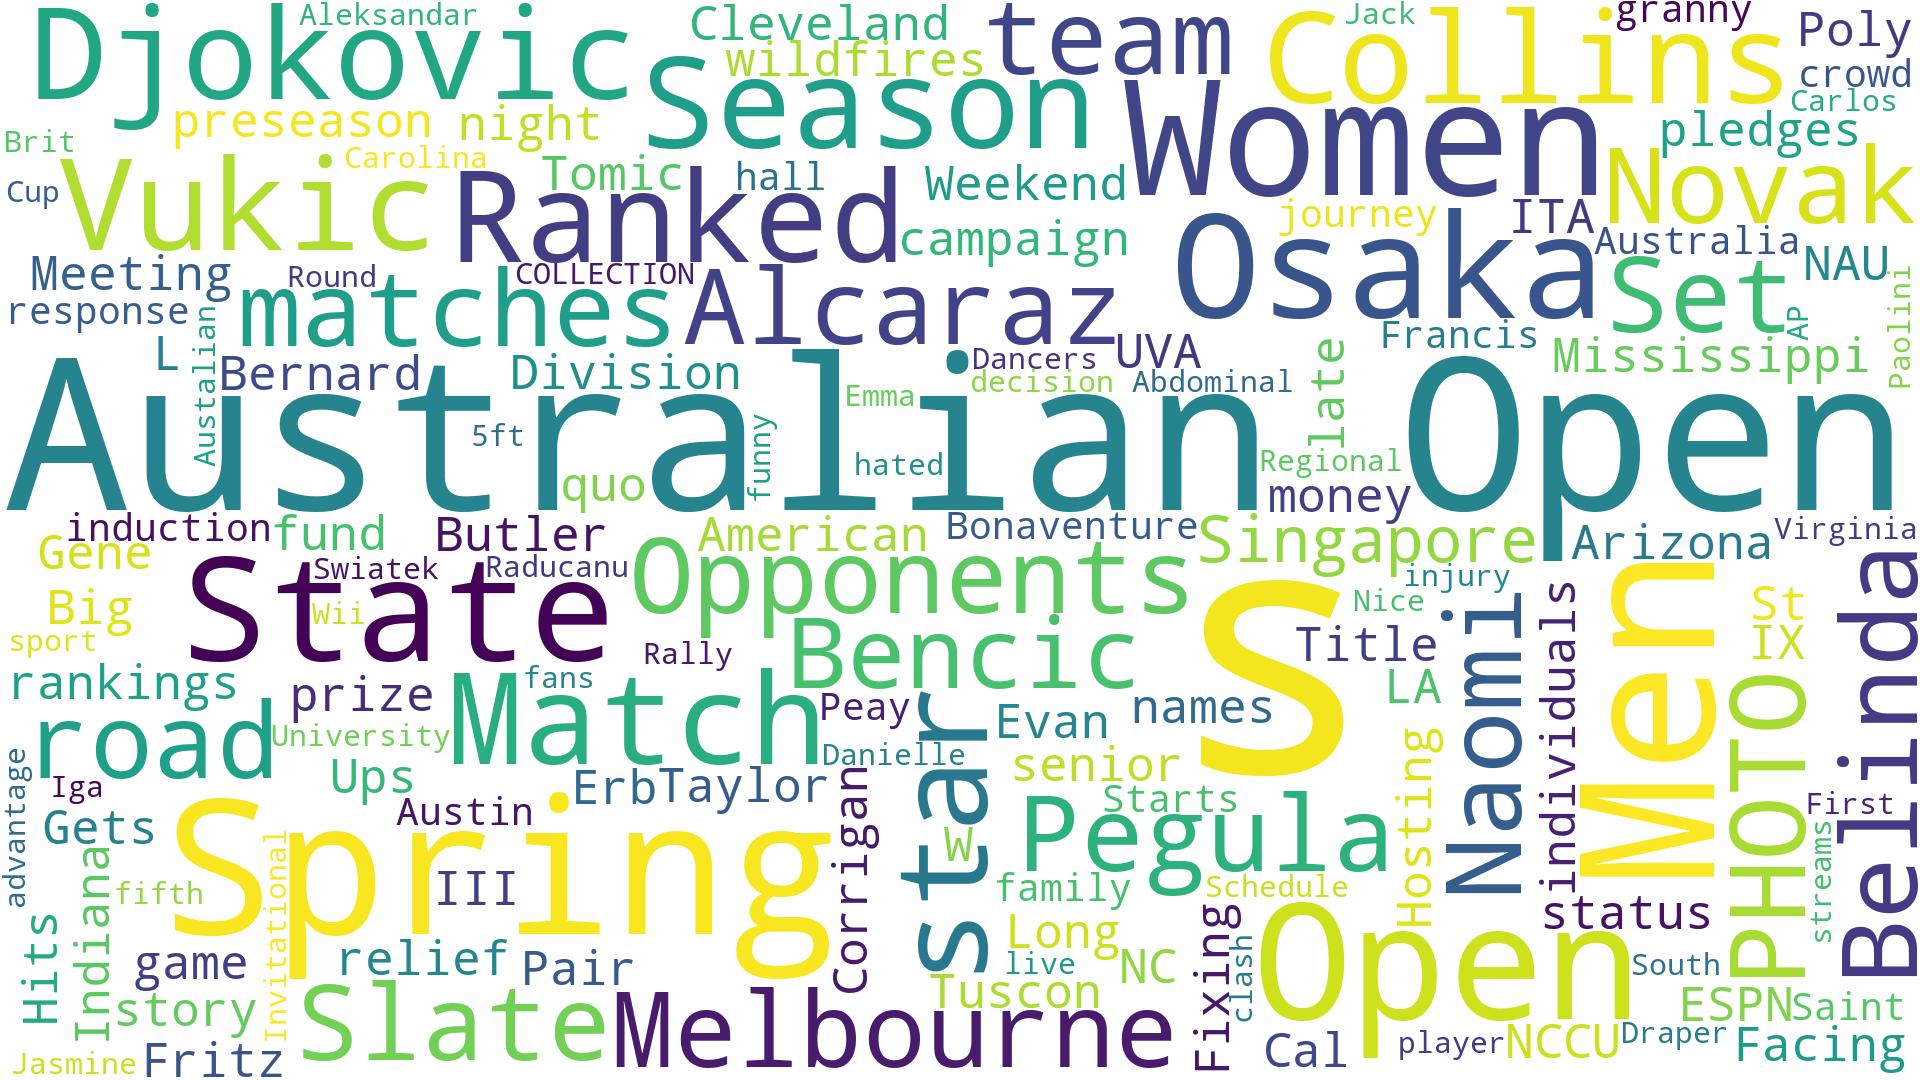 Djokovic
Aleksandar
Cleveland
wildfires
team
Collins
Jack
granny
Poly
crowd
Carlos
pledges
Season
Women
preseason
night
Brit
Carolina
Vukic
Tomic
hall
Weekend
Novak
Cup
Ranked
campaign
journey
ITA
Australia
Osaka
NAU
Meeting
Round
COLLECTION
matches
Alcaraz
Set
AP
Paolini
response
L
Austalian
Bernard
Division
Dancers
UVA
decision
Abdominal
Francis
late
Mississippi
Australian
Open
Emma
5ft
funny
hated
quo
Regional
money
induction
fund
Butler
American
Bonaventure
Singapore
Arizona
Virginia
Gene
State
Swiatek
Raducanu
Opponents
injury
Big
Wii
S
Nice
Naomi
individuals
Men
St
IX
Belinda
sport
Rally
Bencic
Title
rankings
prize
Match
fans
Peay
star
Evan
names
LA
PHOTO
road
University
Danielle
senior
Hosting
advantage
Iga
Ups
Austin
Erb
Taylor
Corrigan
Starts
Pegula
First
Gets
Spring
III
W
family
Schedule
streams
Indiana
fifth
Invitational
status
Hits
game
relief
Pair
Long
live
NC
Fixing
clash
Open
South
story
Slate
Melbourne
Tuscon
ESPN
Saint
Jasmine
Fritz
Cal
player
NCCU
Draper
Facing